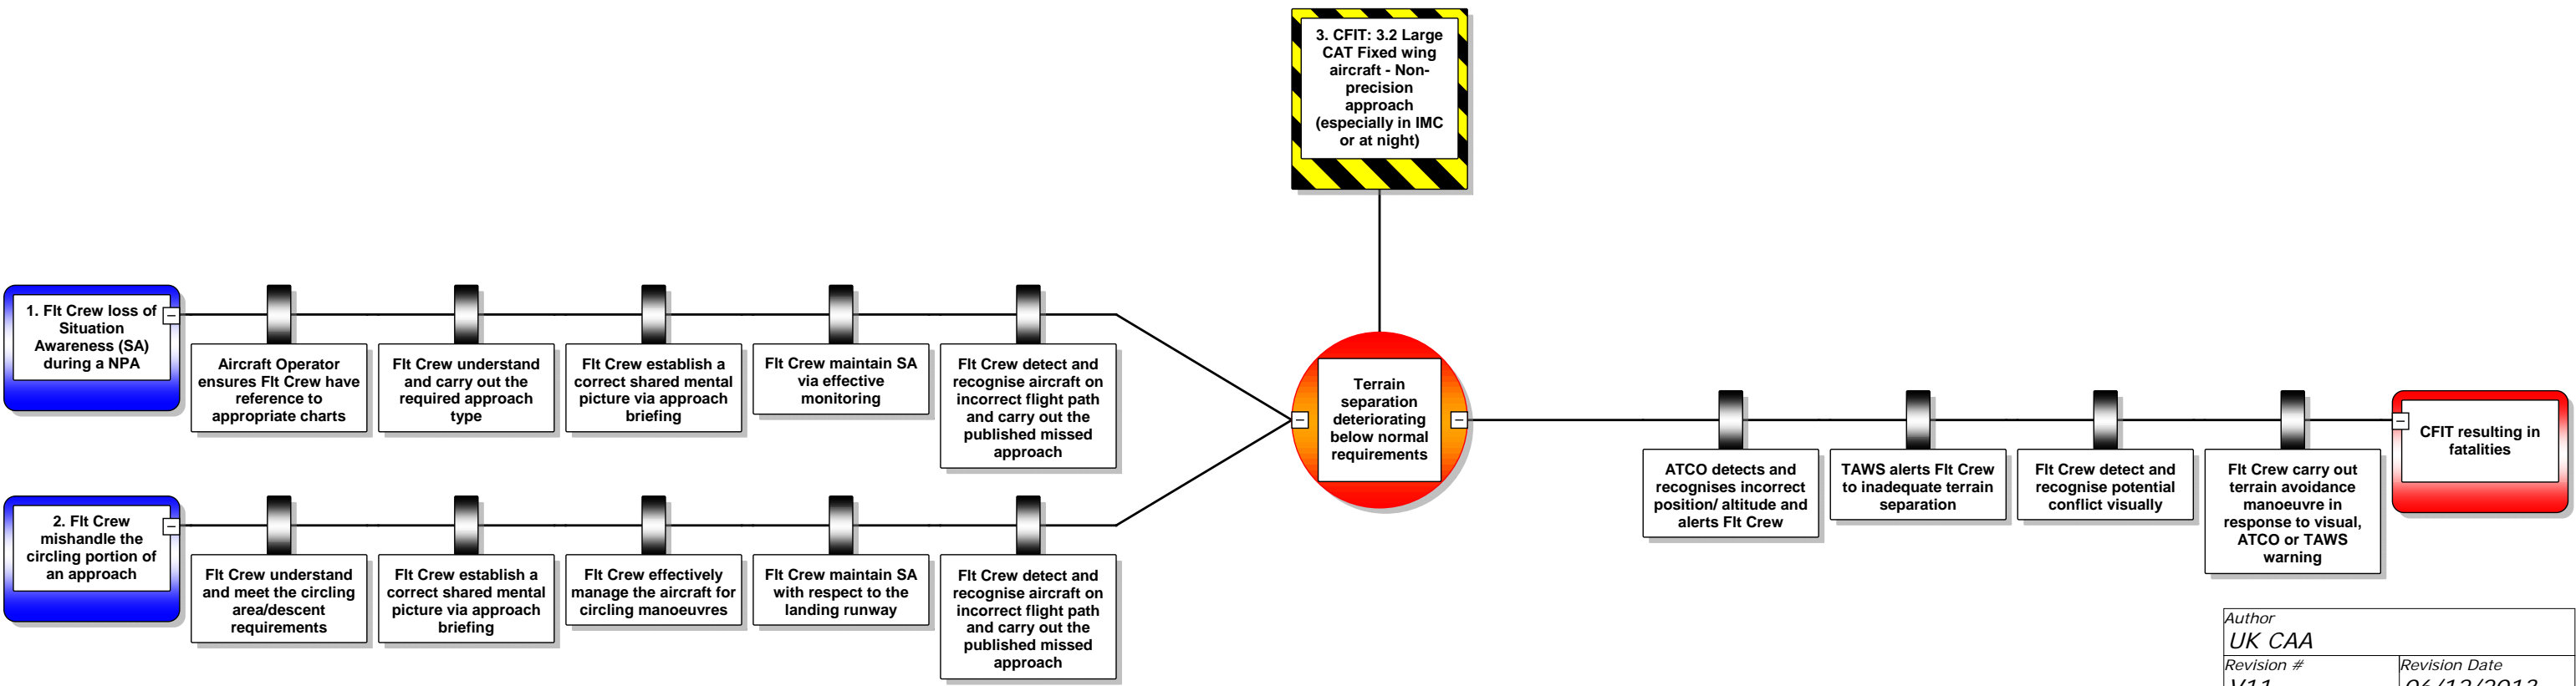 3. CFIT: 3.2 Large
CAT Fixed wing
aircraft - Non-
precision
approach
(especially in IMC
or at night)
1. Flt Crew loss of
Situation
Awareness (SA)
during a NPA
Aircraft Operator
ensures Flt Crew have
reference to
appropriate charts
Flt Crew understand
and carry out the
required approach
type
Flt Crew establish a
correct shared mental
picture via approach
briefing
Flt Crew maintain SA
via effective
monitoring
Flt Crew detect and
recognise aircraft on
incorrect flight path
and carry out the
published missed
approach
2. Flt Crew
mishandle the
circling portion of
an approach
Flt Crew understand
and meet the circling
area/descent
requirements
Flt Crew establish a
correct shared mental
picture via approach
briefing
Flt Crew effectively
manage the aircraft for
circling manoeuvres
Flt Crew maintain SA
with respect to the
landing runway
Flt Crew detect and
recognise aircraft on
incorrect flight path
and carry out the
published missed
approach
Terrain
separation
deteriorating
below normal
requirements
ATCO detects and
recognises incorrect
position/ altitude and
alerts Flt Crew
TAWS alerts Flt Crew
to inadequate terrain
separation
Flt Crew detect and
recognise potential
conflict visually
Flt Crew carry out
terrain avoidance
manoeuvre in
response to visual,
ATCO or TAWS
warning
CFIT resulting in
fatalities
Author
UK CAA
Revision #
V11
Revision Date
06/12/2013